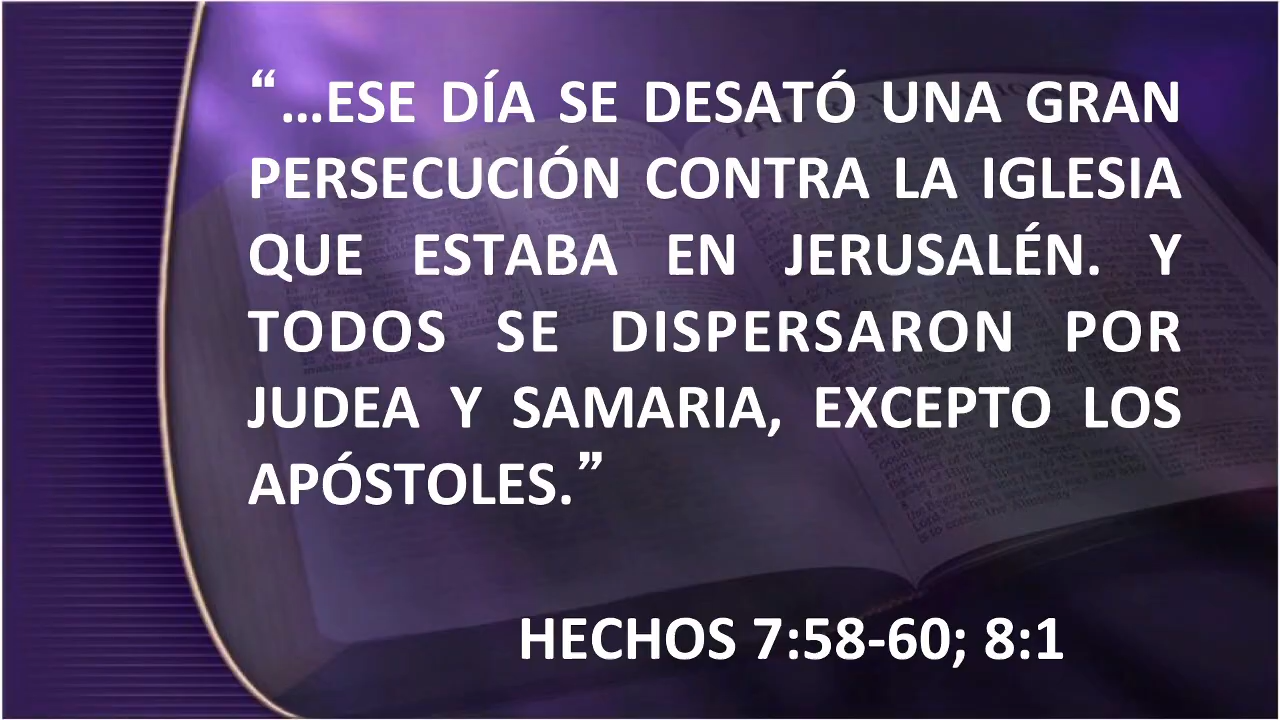 “…ESE DÍA SE DESATÓ UNA GRAN
PERSECUCIÓN CONTRA LA IGLESIA
QUE ESTABA EN JERUSALÉN. Y
TODOS SE DISPERSARON POR
JUDEA Y SAMARIA, EXCEPTO LOS
APÓSTOLES.”
HECHOS 7:58-60; 8:1